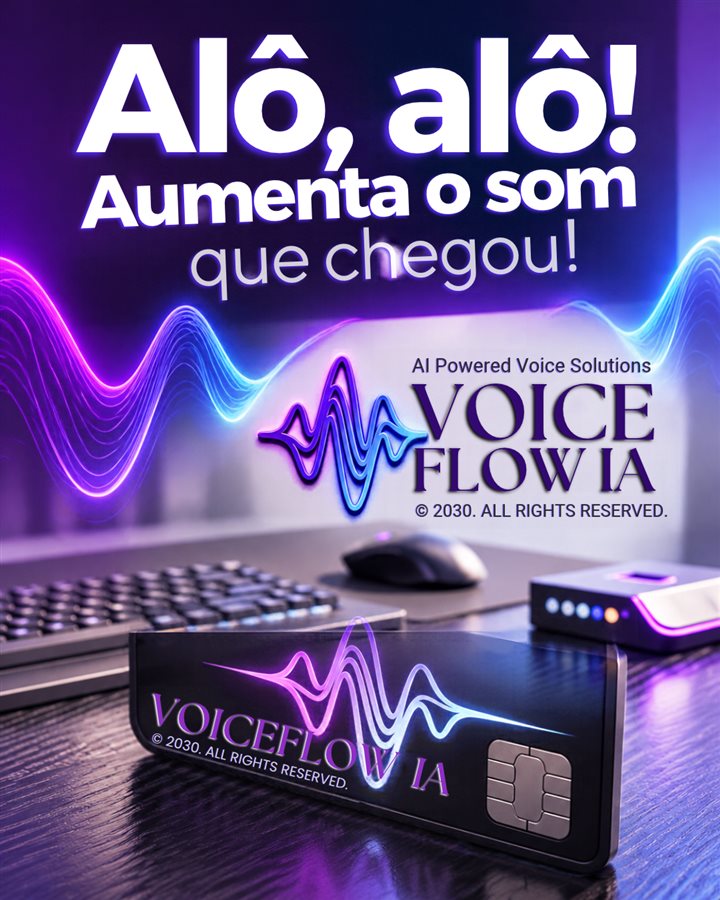 Alô, alô!
Aumenta o som
que chegou!
AI Powered Voice Solutions
VOICE
FLOW IA
© 2030. ALL RIGHTS RESERVED.
VOICEFLOW IA
© 2030. ALL RIGHTS RESERVED.